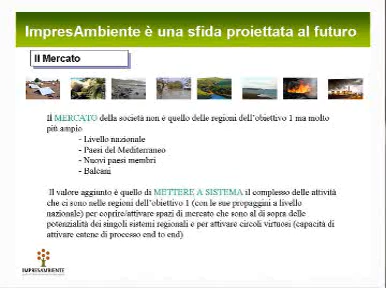 ImpresAmbiente è una sfida proiettata al futuro
Il Mercato
Il MERCATO della società non è quello delle regioni dell'obiettivo 1 ma molto
più ampio
- Livello nazionale
- Paesi del Mediterraneo
- Nuovi paesi membri
- Balcani
Il valore aggiunto è quello di METTERE A SISTEMA il complesso delle attività
che ci sono nelle regioni dell'obiettivo 1 (con le sue propaggini a livello
nazionale) per coprire/attivare spazi di mercato che sono al di sopra delle
potenzialità dei singoli sistemi regionali e per attivare circoli virtuosi (capacità di
attivare catene di processo end to end)
IMPRESAMBIENTE